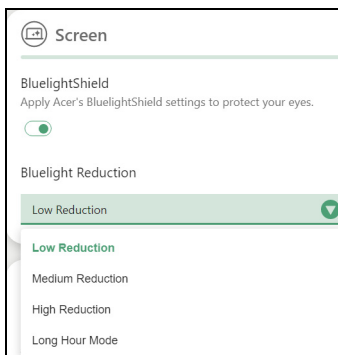 Screen
BluelightShield
Apply Acer's BluelightShield settings to protect your eyes.
Bluelight Reduction
Low Reduction
Low Reduction
Medium Reduction
High Reduction
Long Hour Mode